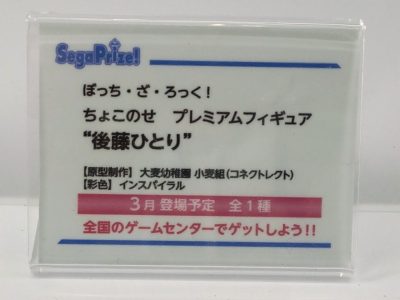 SegaPrize!
ぼっち・ざ・ろっく！
ちょこのせ　プレミアムフィギュア
“後藤ひとり”
【原型制作】 大麦幼稚園 小麦組（コネクトレクト）
【彩色】 インスパイラル
3月登場予定　全1種
全国のゲームセンターでゲットしよう!!